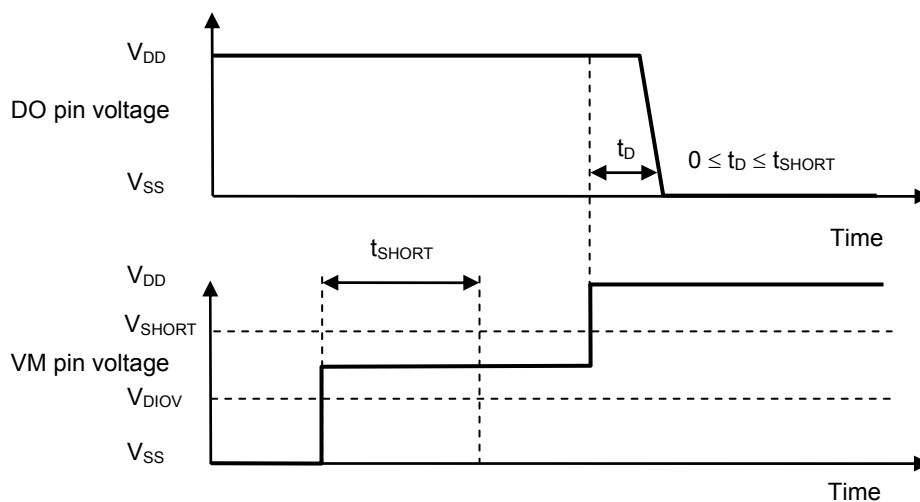 V_DD
DO pin voltage
t_D
0 ≤ t_D ≤ t_SHORT
V_SS
Time
t_SHORT
V_DD
V_SHORT
VM pin voltage
V_DIOV
V_SS
Time